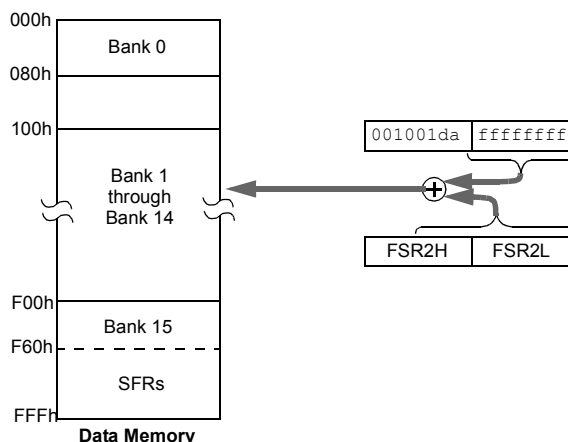 000h
Bank 0
080h
100h
001001da ffffffff
Bank 1
through
Bank 14
FSR2H FSR2L
F00h
Bank 15
F60h
SFRs
FFFh
Data Memory